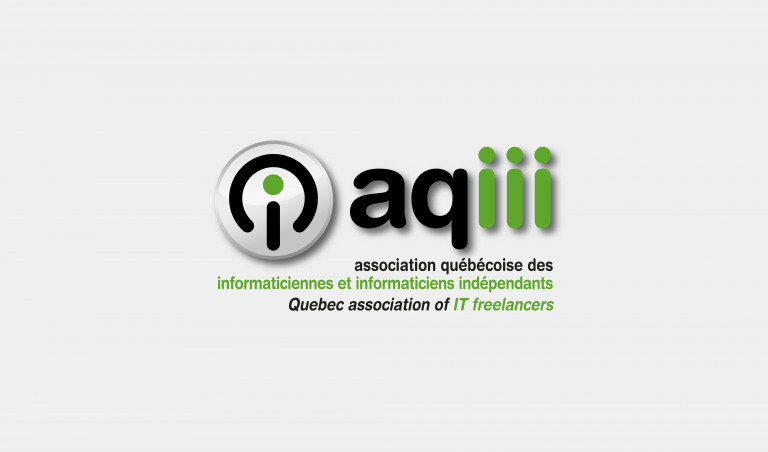 aqiii
association québécoise des
informaticiennes et informaticiens indépendants
Quebec association of IT freelancers